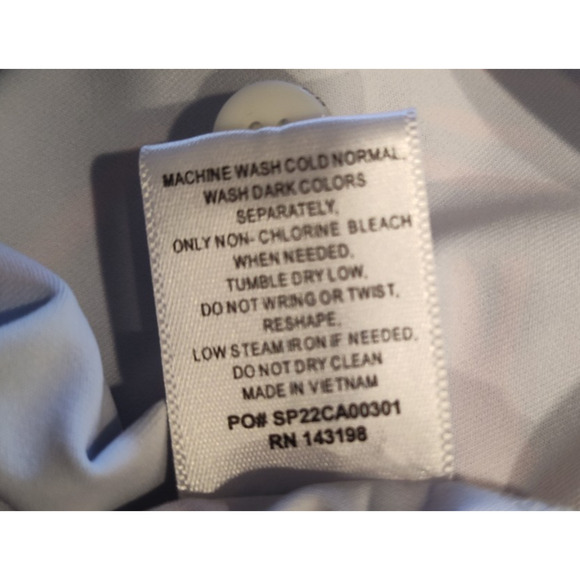 MACHINE WASH COLD NORMAL,
WASH DARK COLORS
SEPARATELY,
ONLY NON- CHLORINE BLEACH
WHEN NEEDED,
TUMBLE DRY LOW,
DO NOT WRING OR TWIST,
RESHAPE,
LOW STEAM IRON IF NEEDED,
DO NOT DRY CLEAN
MADE IN VIETNAM
PO# SP22CA00301
RN 143198